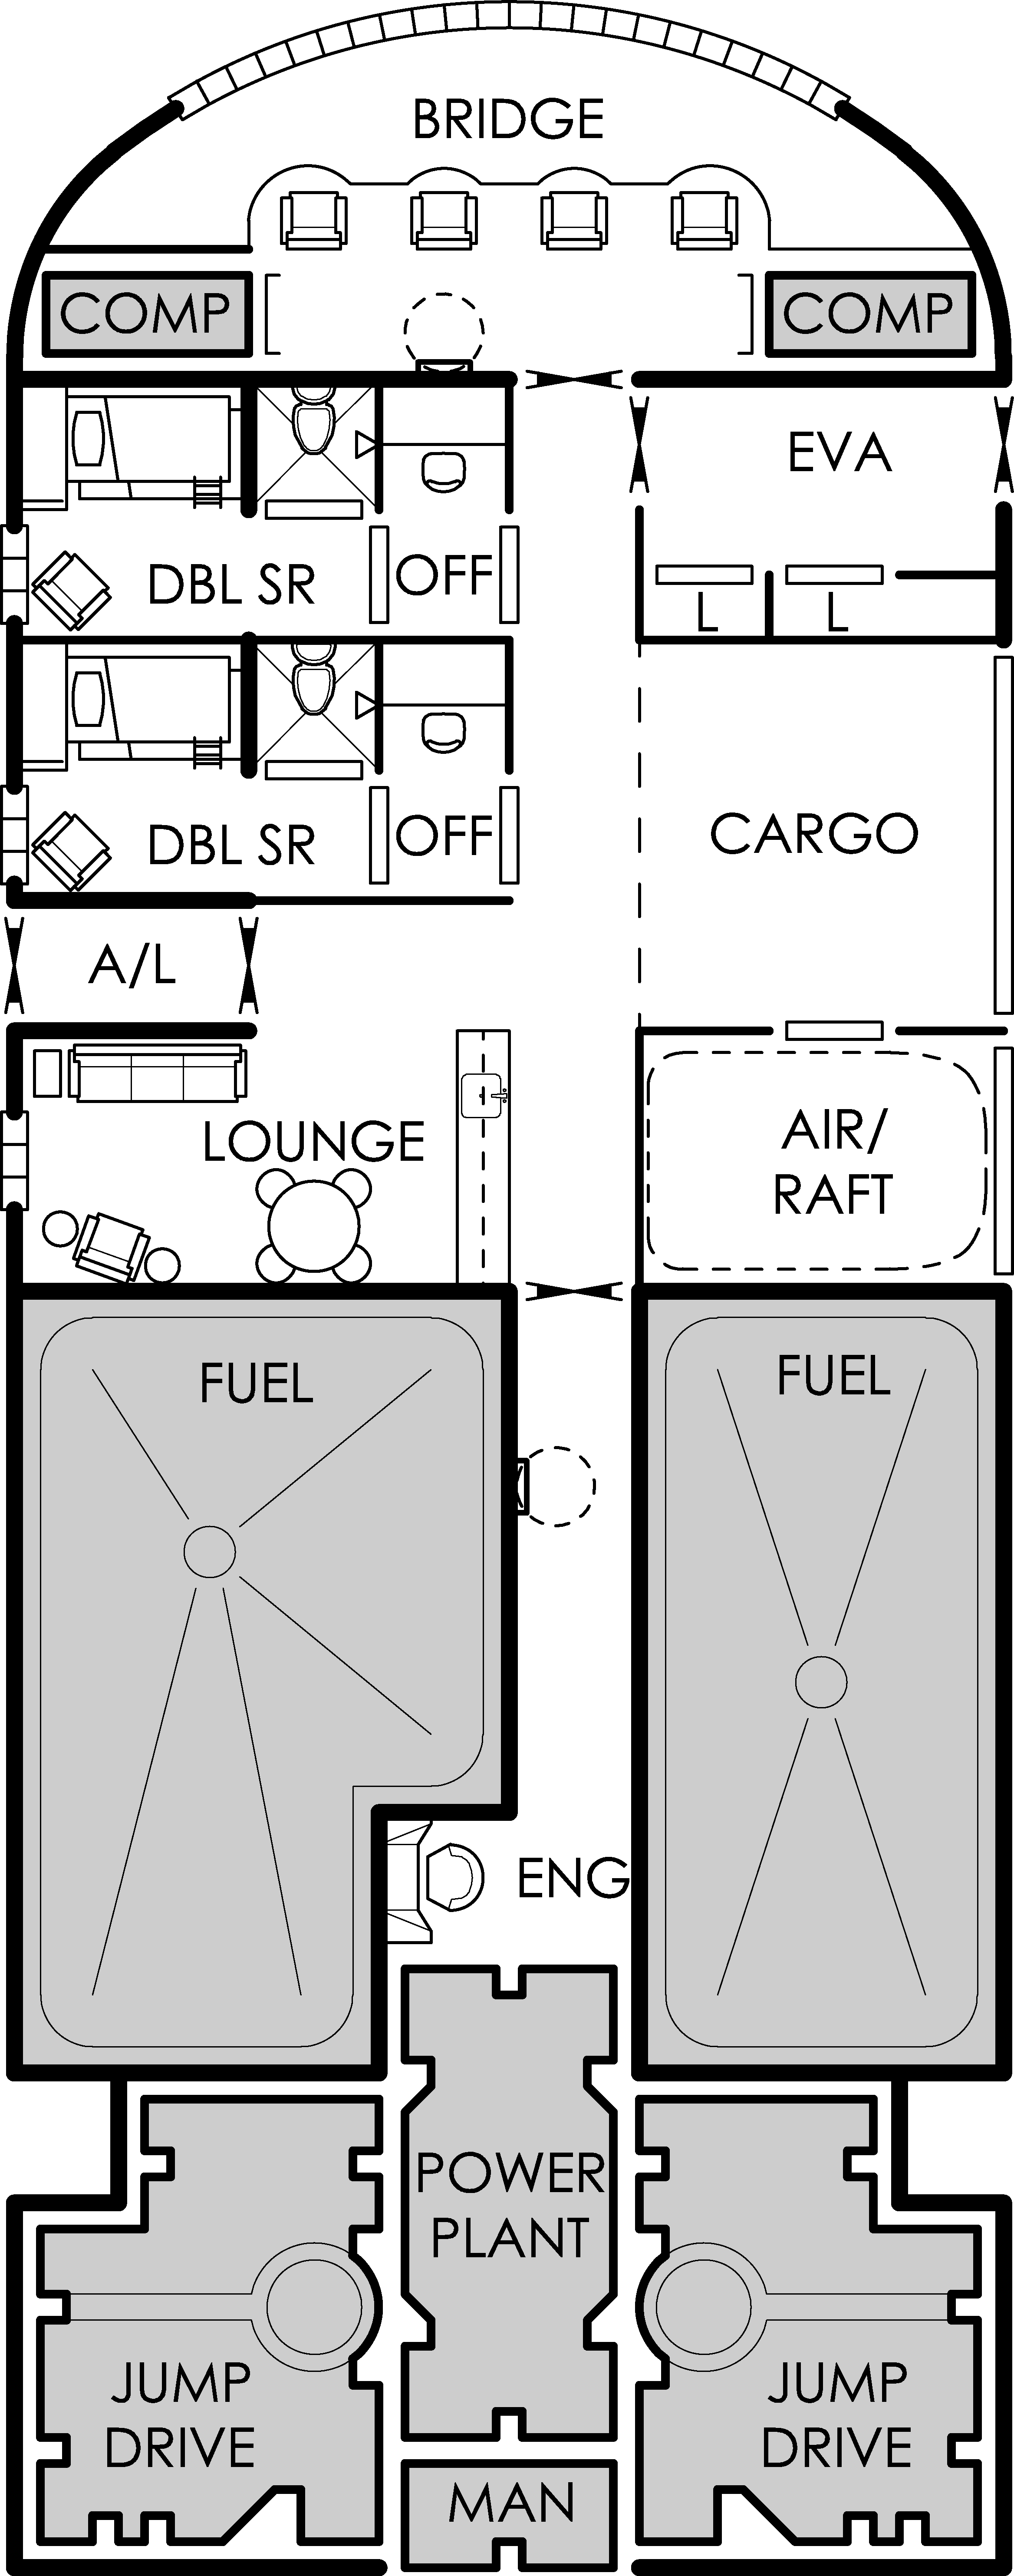 BRIDGE
COMP
COMP
EVA
DBL SR
OFF
L
L
DBL SR
OFF
CARGO
A/L
LOUNGE
AIR/
RAFT
FUEL
FUEL
ENG
POWER
PLANT
JUMP
DRIVE
JUMP
DRIVE
MAN